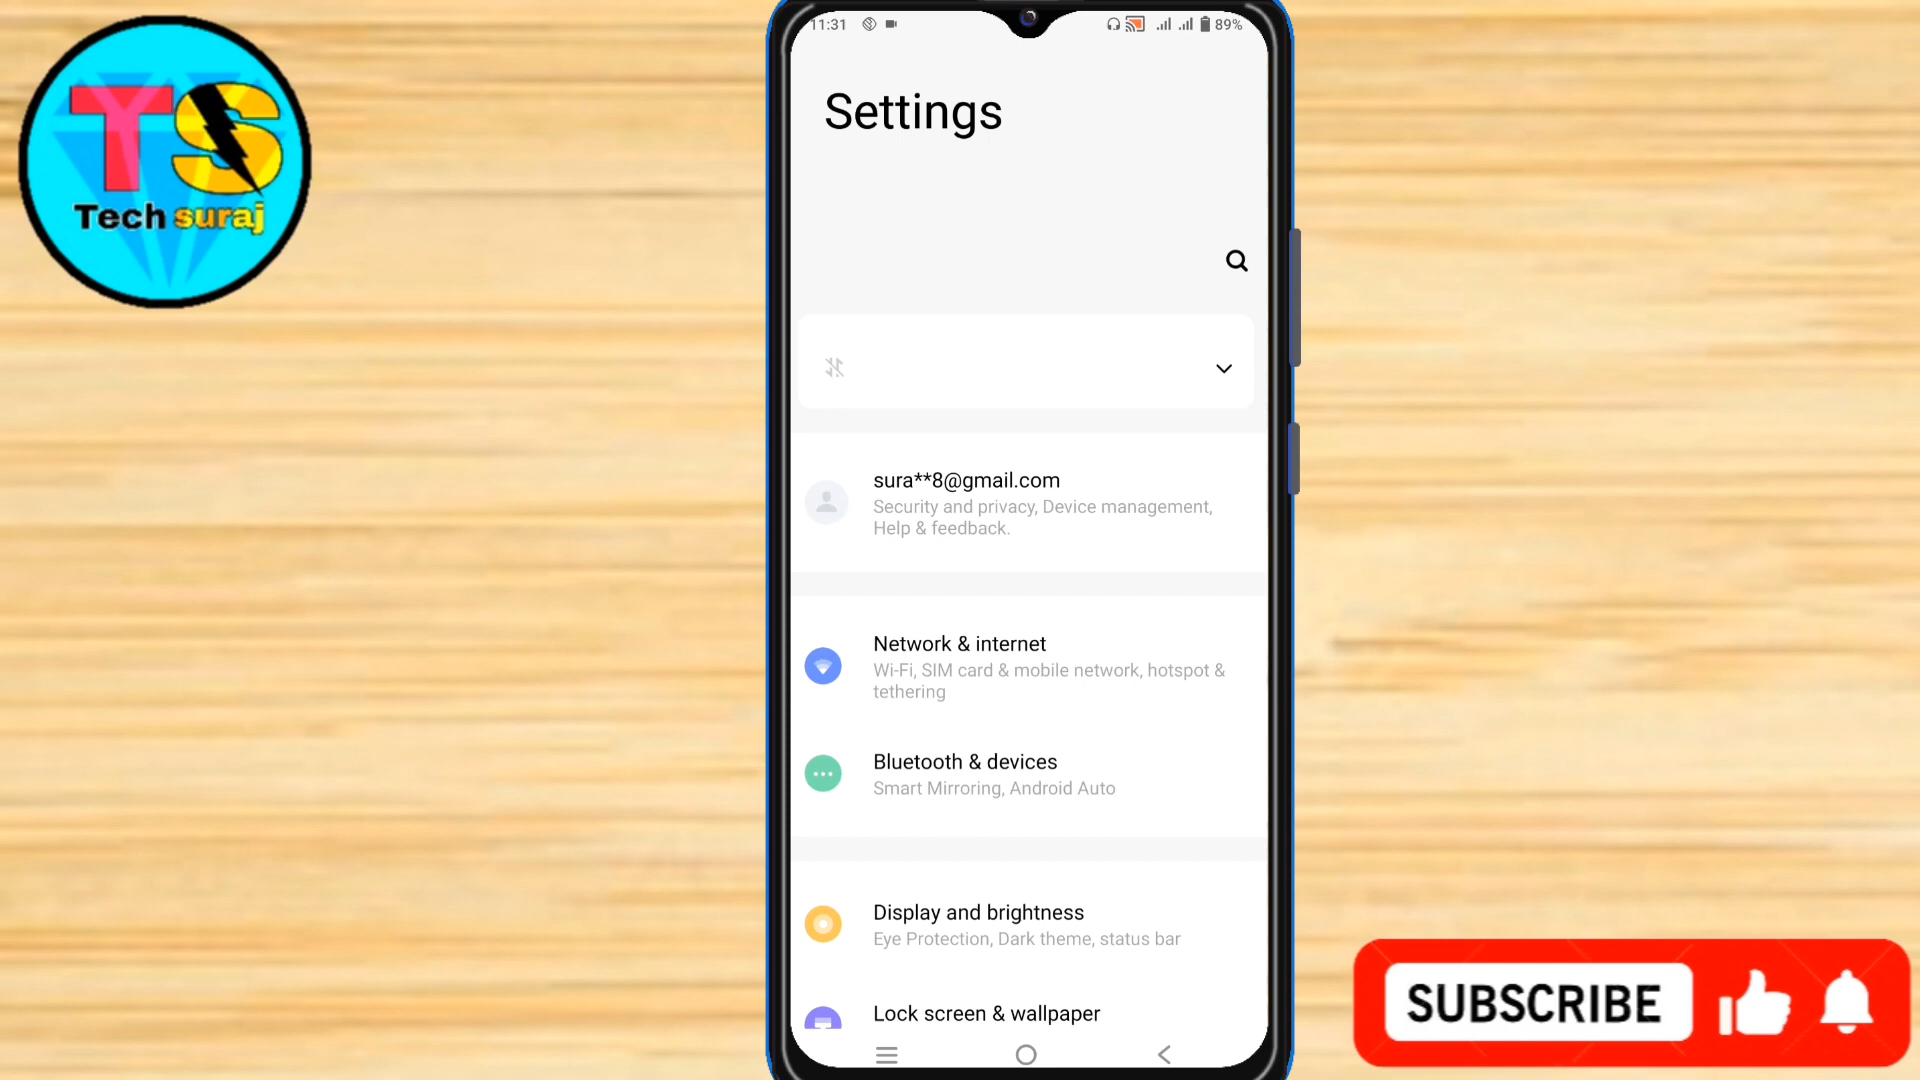 TS
Tech suraj
11:31
89%
Settings
sura**8@gmail.com
Security and privacy, Device management,
Help & feedback.
Network & internet
Wi-Fi, SIM card & mobile network, hotspot &
tethering
Bluetooth & devices
Smart Mirroring, Android Auto
Display and brightness
Eye Protection, Dark theme, status bar
Lock screen & wallpaper
SUBSCRIBE